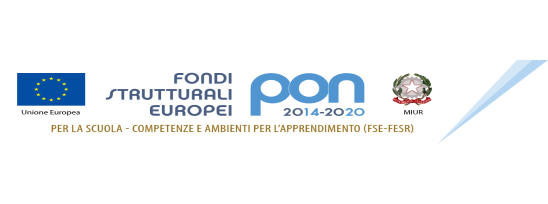 FONDI
STRUTTURALI
EUROPEI
pon
2014-2020
Unione Europea
MIUR
PER LA SCUOLA - COMPETENZE E AMBIENTI PER L'APPRENDIMENTO (FSE-FESR)